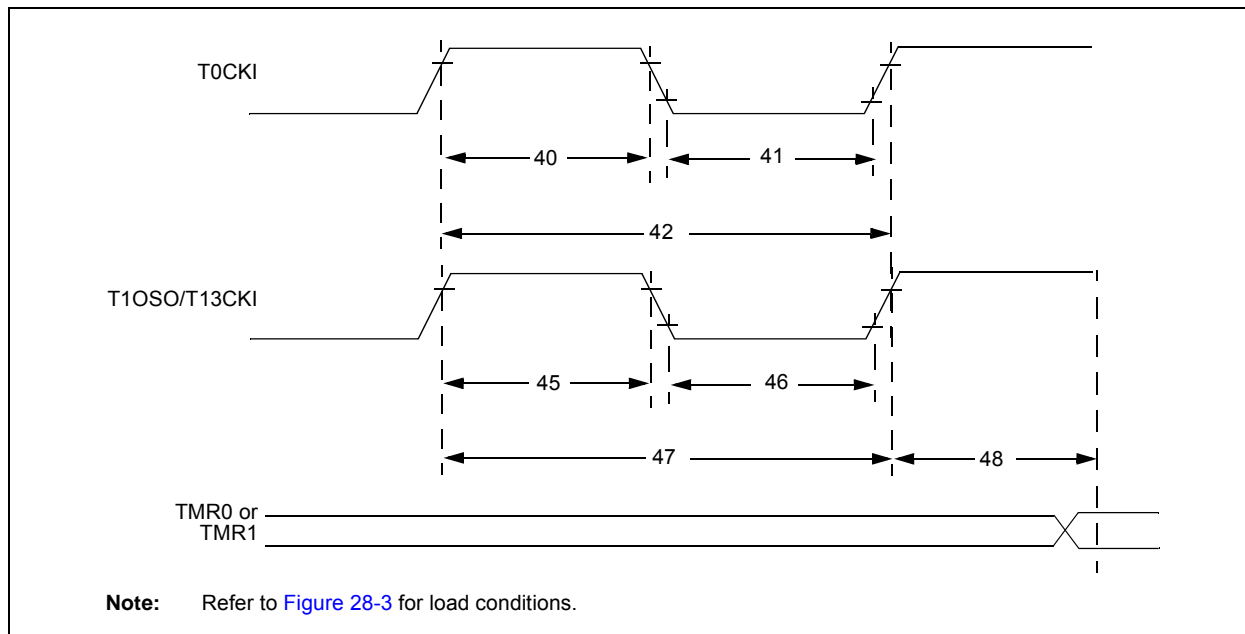 T0CKI
40
41
42
T1OSO/T13CKI
45
46
47
48
TMR0 or
TMR1
Note: Refer to Figure 28-3 for load conditions.